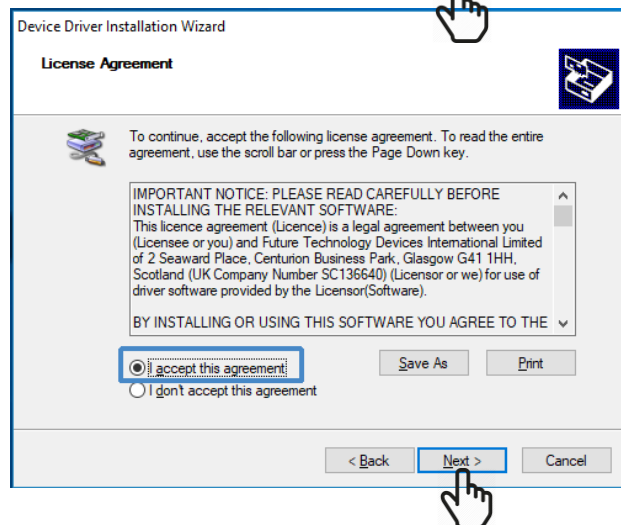 Device Driver Installation Wizard
License Agreement
To continue, accept the following license agreement. To read the entire
agreement, use the scroll bar or press the Page Down key.
IMPORTANT NOTICE: PLEASE READ CAREFULLY BEFORE
INSTALLING THE RELEVANT SOFTWARE:
This licence agreement (Licence) is a legal agreement between you
(Licensee or you) and Future Technology Devices International Limited
of 2 Seaward Place, Centurion Business Park, Glasgow G41 1HH,
Scotland (UK Company Number SC136640) (Licensor or we) for use of
driver software provided by the Licensor(Software).
BY INSTALLING OR USING THIS SOFTWARE YOU AGREE TO THE
I accept this agreement
Save As
Print
I don't accept this agreement
< Back
Next >
Cancel